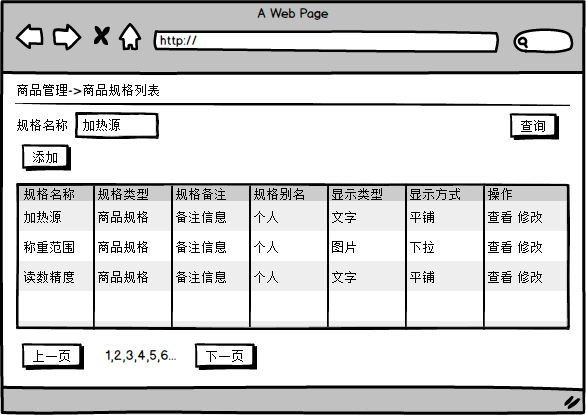 A Web Page
http://
商品管理->商品规格列表
规格名称 加热源 查询
添加
规格名称 规格类型 规格备注 规格别名 显示类型 显示方式 操作
加热源 商品规格 备注信息 个人 文字 平铺 查看 修改
称重范围 商品规格 备注信息 个人 图片 下拉 查看 修改
读数精度 商品规格 备注信息 个人 文字 平铺 查看 修改
上一页 1,2,3,4,5,6... 下一页